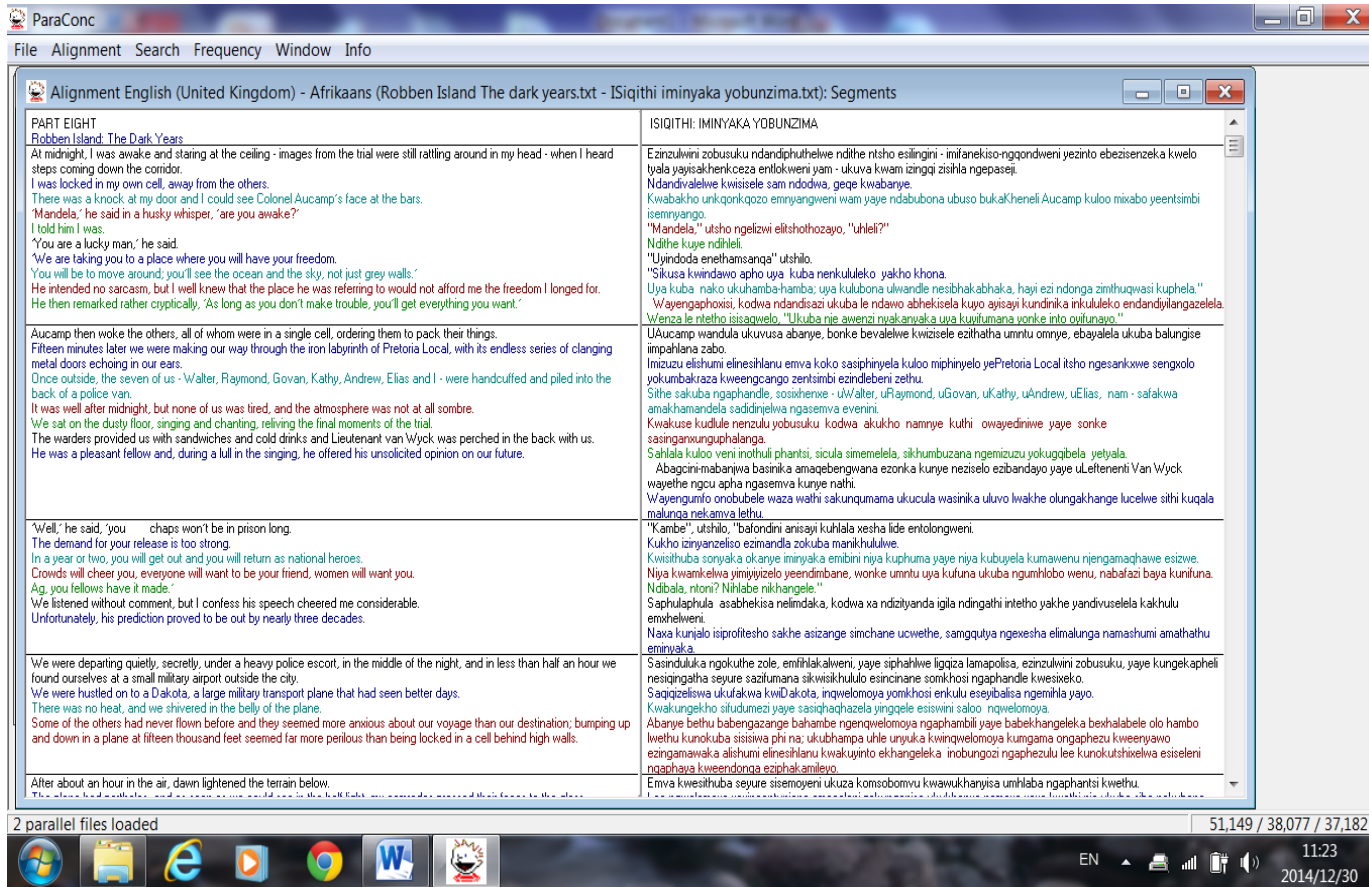 ParaConc
File Alignment Search Frequency Window Info
Alignment English (United Kingdom) - Afrikaans (Robben Island The dark years.txt - ISiqithi iminyaka yobunzima.txt): Segments
PART EIGHT
Robben Island: The Dark Years
At midnight, I was awake and staring at the ceiling - images from the trial were still rattling around in my head - when I heard
steps coming down the corridor.
I was locked in my own cell, away from the others.
There was a knock at my door and I could see Colonel Aucamp's face at the bars.
'Mandela,' he said in a husky whisper, 'are you awake?'
I told him I was.
'You are a lucky man,' he said.
'We are taking you to a place where you will have your freedom.
You will be to move around; you'll see the ocean and the sky, not just grey walls.'
He intended no sarcasm, but I well knew that the place he was referring to would not afford me the freedom I longed for.
He then remarked rather cryptically, 'As long as you don't make trouble, you'll get everything you want.'
Aucamp then woke the others, all of whom were in a single cell, ordering them to pack their things.
Fifteen minutes later we were making our way through the iron labyrinth of Pretoria Local, with its endless series of clanging
metal doors echoing in our ears.
Once outside, the seven of us - Walter, Raymond, Govan, Kathy, Andrew, Elias and I - were handcuffed and piled into the
back of a police van.
It was well after midnight, but none of us was tired, and the atmosphere was not at all sombre.
We sat on the dusty floor, singing and chanting, reliving the final moments of the trial.
The warders provided us with sandwiches and cold drinks and Lieutenant van Wyck was perched in the back with us.
He was a pleasant fellow and, during a lull in the singing, he offered his unsolicited opinion on our future.
'Well,' he said, 'you chaps won't be in prison long.
The demand for your release is too strong.
In a year or two, you will get out and you will return as national heroes.
Crowds will cheer you, everyone will want to be your friend, women will want you.
Ag, you fellows have it made.'
We listened without comment, but I confess his speech cheered me considerable.
Unfortunately, his prediction proved to be out by nearly three decades.
We were departing quietly, secretly, under a heavy police escort, in the middle of the night, and in less than half an hour we
found ourselves at a small military airport outside the city.
We were hustled on to a Dakota, a large military transport plane that had seen better days.
There was no heat, and we shivered in the belly of the plane.
Some of the others had never flown before and they seemed more anxious about our voyage than our destination; bumping up
and down in a plane at fifteen thousand feet seemed far more perilous than being locked in a cell behind high walls.
After about an hour in the air, dawn lightened the terrain below.
ISIQITHI: IMINYAKA YOBUNZIMA
Ezinzulwini zobusuku ndandiphuthelwe ndithe ntsho esilingini - imifanekiso-ngqondweni yezinto ebezisenzeka kwelo
tyala yayisakhenkceza entlokweni yam - ukuva kwam izingqi zisihla ngepaseji.
Ndandivalelwe kwisisele sam ndodwa, geqe kwabanye.
Kwabakho unkqonkqozo emnyangweni wam yaye ndabubona ubuso bukaKheneli Aucamp kuloo mixabo yeentsimbi
isemnyango.
"Mandela," utsho ngelizwi elitshothozayo, "uhleli?"
Ndithe kuye ndihleli.
"Uyindoda enethamsanqa" utshilo.
"Sikusa kwindawo apho uya kuba nenkululeko yakho khona.
Uya kuba nako ukuhamba-hamba; uya kulubona ulwandle nesibhakabhaka, hayi ezi ndonga zimthuqwasi kuphela."
Wayengaphoxisi, kodwa ndandisazi ukuba le ndawo abhekisela kuyo ayisayi kundinika inkululeko endandiyilangazelela.
Wenza le ntetho isisaqwelo, "Ukuba nje awenzi nyakanyaka uya kuyifumana yonke into oyifunayo."
UAucamp wandula ukuvusa abanye, bonke bevalelwe kwizisele ezithatha umntu omnye, ebayalela ukuba balungise
iimpahlana zabo.
Imizuzu elishumi elinesihlanu emva koko sasiphinyela kuloo miphinyelo yePretoria Local itsho ngesankxwe sengxolo
yokumbakraza kweengcango zentsimbi ezindlebeni zethu.
Sithe sakuba ngaphandle, sosixhenxe - uWalter, uRaymond, uGovan, uKathy, uAndrew, uElias, nam - safakwa
amakhamandela sadidinjelwa ngasemva evenini.
Kwakuse kudlule nenzulu yobusuku kodwa akukho namnye kuthi owayediniwe yaye sonke
sasinganxunguphalanga.
Sahlala kuloo veni inothuli phantsi, sicula simemelela, sikhumbuzana ngemizuzu yokugqibela yetyala.
Abagcini-mabanjwa basinika amaqebengwana ezonka kunye neziselo ezibandayo yaye uLeftenenti Van Wyck
wayethe ngcu apha ngasemva kunye nathi.
Wayengumfo onobubele waza wathi sakunqumama ukucula wasinika uluvo lwakhe olungakhange lucelwe sithi kuqala
malunga nekamva lethu.
"Kambe", utshilo, "bafondini anisayi kuhlala xesha lide entolongweni.
Kukho izinyanzeliso ezimandla zokuba manikhululwe.
Kwisithuba sonyaka okanye iminyaka emibini niya kuphuma yaye niya kubuyela kumawenu njengamaqhawe esizwe.
Niya kwamkelwa yimiyiyizelo yeendimbane, wonke umntu uya kufuna ukuba ngumhlobo wenu, nabafazi baya kunifuna.
Ndibala, ntoni? Nihlabe nikhangele."
Saphulaphula asabhekisa nelimdaka, kodwa xa ndizityanda igila ndingathi intetho yakhe yandivuselela kakhulu
emxhelweni.
Naxa kunjalo isiprofitesho sakhe asizange simchane ucwethe, samgqutya ngexesha elimalunga namashumi amathathu
eminyaka.
Sasinduluka ngokuthe zole, emfihlakalweni, yaye siphahlwe ligqiza lamapolisa, ezinzulwini zobusuku, yaye kungekapheli
nesiqingatha seyure sazifumana sikwisikhululo esincinane somkhosi ngaphandle kwesixeko.
Saqiqizeliswa ukufakwa kwiDakota, inqwelomoya yomkhosi enkulu eseyibalisa ngemihla yayo.
Kwakungekho sifudumezi yaye sasiqhaqhazela yingqele esiswini saloo nqwelomoya.
Abanye bethu babengazange bahambe ngenqwelomoya ngaphambili yaye babekhangeleka bexhalabele olo hambo
lwethu kunokuba sisisiwa phi na; ukubhampa uhle unyuka kwinqwelomoya kumgama ongaphezu kweenyawo
ezingamawaka alishumi elinesihlanu kwakuyinto ekhangeleka inobungozi ngaphezulu lee kunokutshixelwa esiseleni
ngaphaya kweendonga eziphakamileyo.
Emva kwesithuba seyure sisemoyeni ukuza komsobomvu kwawukhanyisa umhlaba ngaphantsi kwethu.
2 parallel files loaded
51,149 / 38,077 / 37,182
EN
11:23
2014/12/30